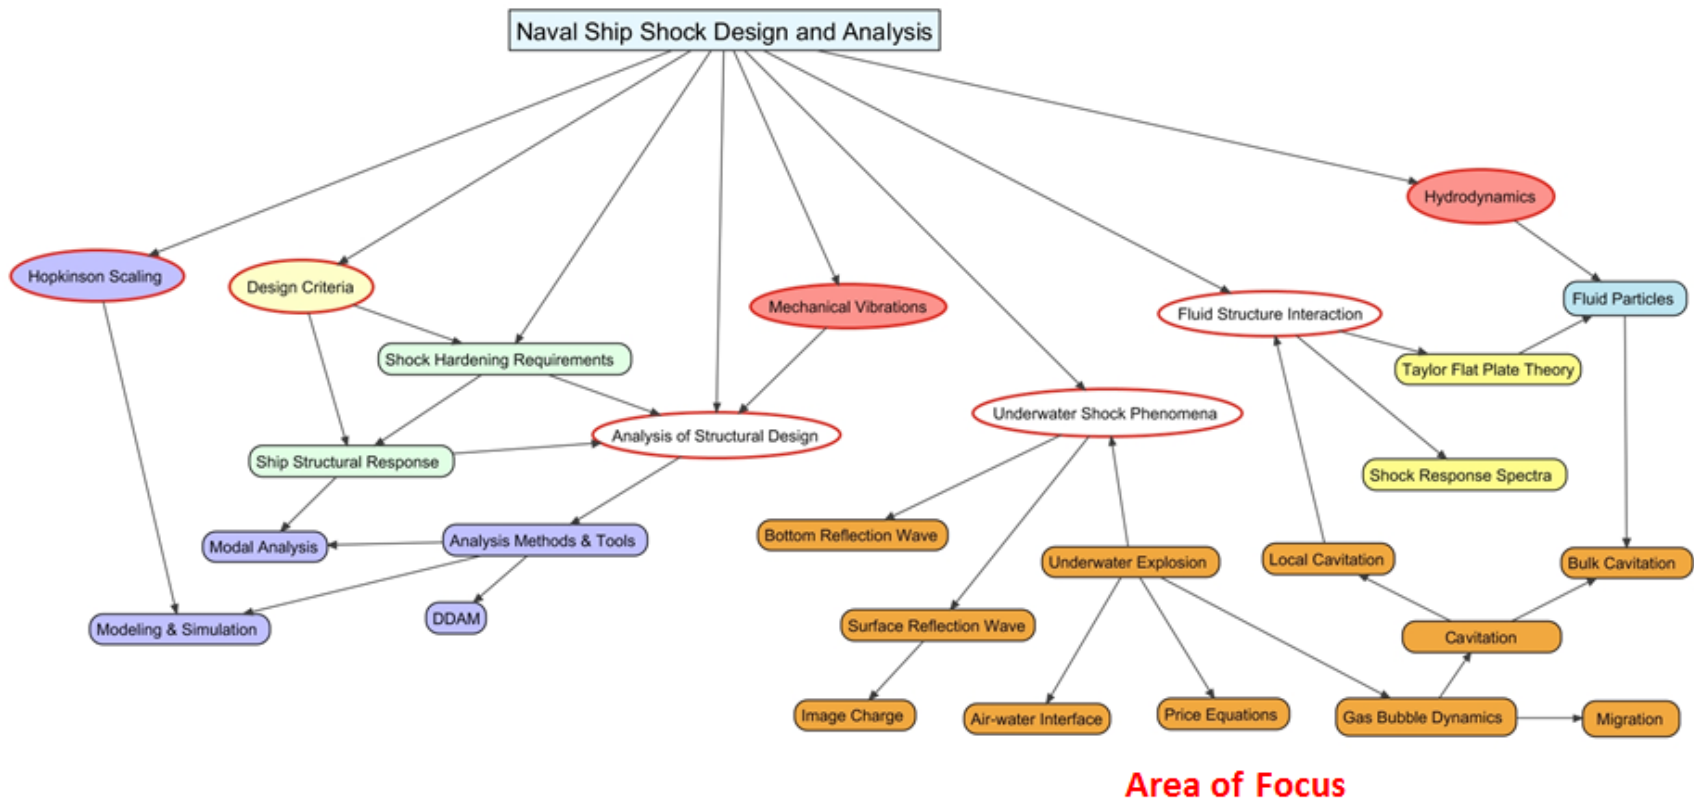 Naval Ship Shock Design and Analysis
Hydrodynamics
Hopkinson Scaling
Design Criteria
Mechanical Vibrations
Fluid Structure Interaction
Fluid Particles
Shock Hardening Requirements
Taylor Flat Plate Theory
Underwater Shock Phenomena
Analysis of Structural Design
Ship Structural Response
Shock Response Spectra
Bottom Reflection Wave
Modal Analysis
Analysis Methods & Tools
Underwater Explosion
Local Cavitation
Bulk Cavitation
Modeling & Simulation
DDAM
Surface Reflection Wave
Cavitation
Image Charge
Air-water Interface
Price Equations
Gas Bubble Dynamics
Migration
Area of Focus